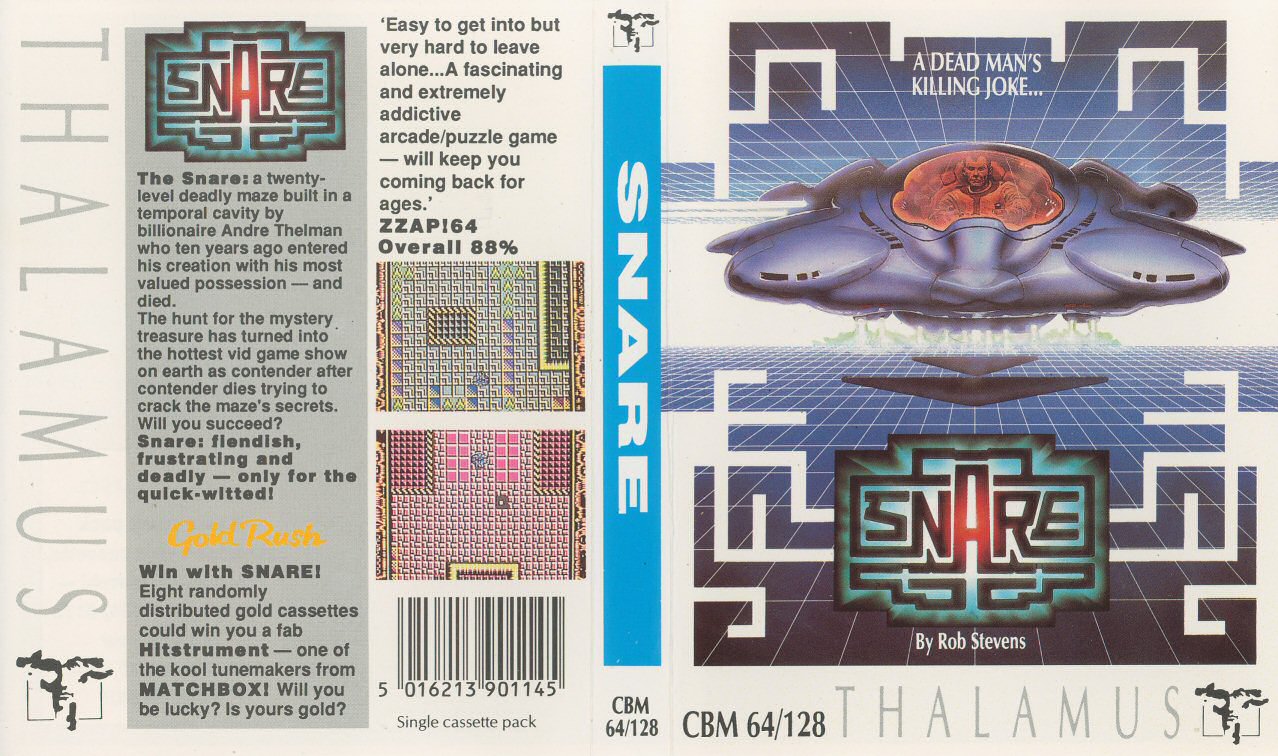 THALAMUS
SNARE
The Snare: a twenty-
level deadly maze built in a
temporal cavity by
billionaire Andre Thelman
who ten years ago entered
his creation with his most
valued possession — and
died.
The hunt for the mystery
treasure has turned into
the hottest vid game show
on earth as contender after
contender dies trying to
crack the maze's secrets.
Will you succeed?
Snare: fiendish,
frustrating and
deadly — only for the
quick-witted!
Gold Rush
Win with SNARE!
Eight randomly
distributed gold cassettes
could win you a fab
Hitstrument — one of
the kool tunemakers from
MATCHBOX! Will you
be lucky? Is yours gold?
'Easy to get into but
very hard to leave
alone...A fascinating
and extremely
addictive
arcade/puzzle game
— will keep you
coming back for
ages.'
ZZAP!64
Overall 88%
5 016213 901145
Single cassette pack
SNARE
CBM
64/128
A DEAD MAN'S
KILLING JOKE...
SNARE
By Rob Stevens
CBM 64/128 THALAMUS